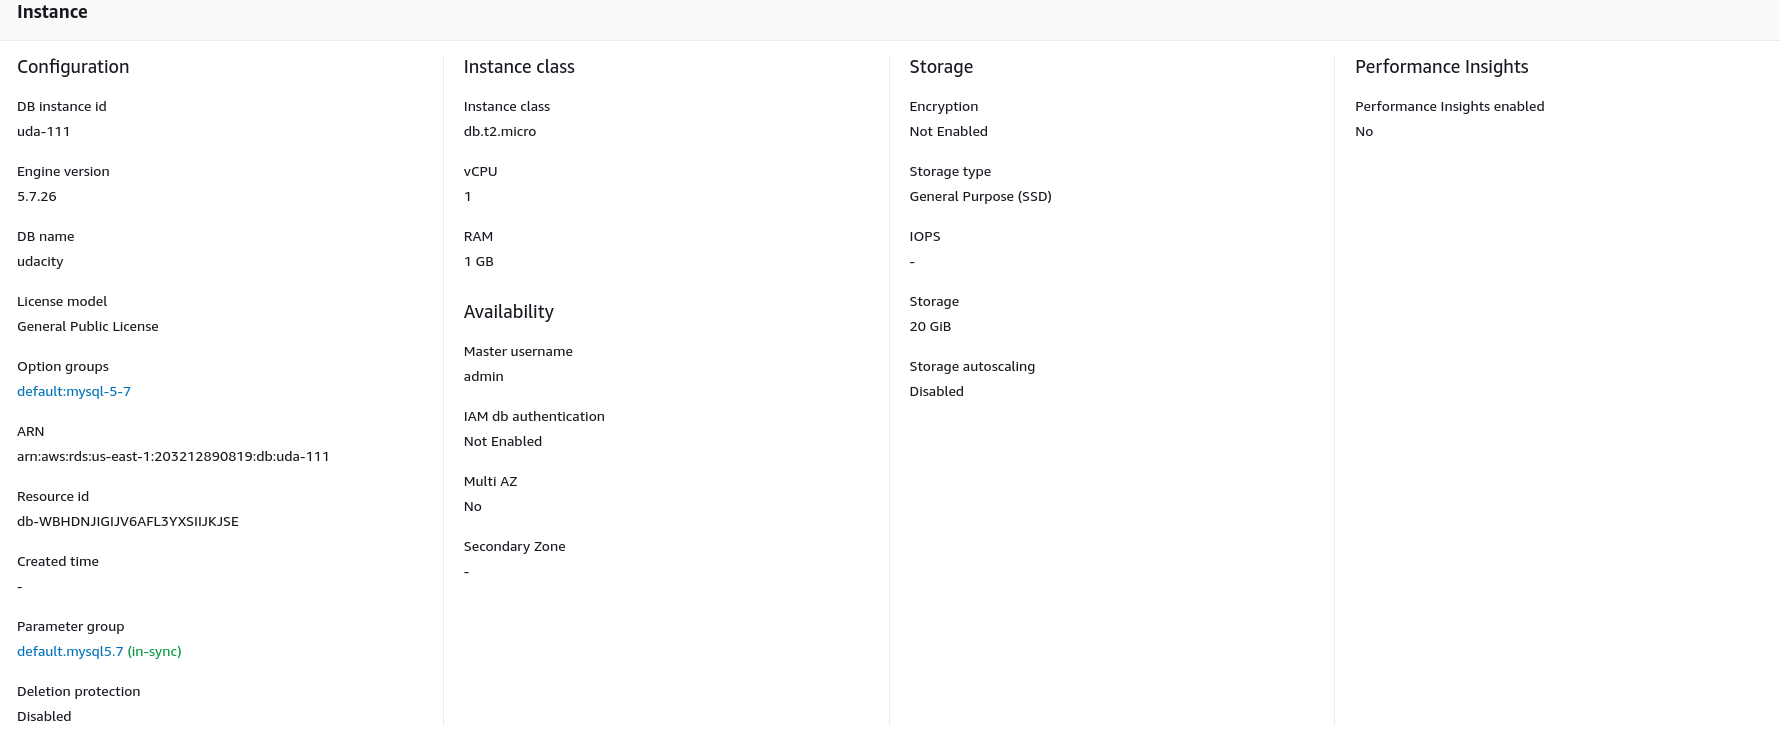 Instance
Configuration
DB instance id
uda-111
Engine version
5.7.26
DB name
udacity
License model
General Public License
Option groups
default:mysql-5-7
ARN
arn:aws:rds:us-east-1:203212890819:db:uda-111
Resource id
db-WBHDNJIGIJV6AFL3YXSIIJKJSE
Created time
-
Parameter group
default.mysql5.7 (in-sync)
Deletion protection
Disabled
Instance class
Instance class
db.t2.micro
vCPU
1
RAM
1 GB
Availability
Master username
admin
IAM db authentication
Not Enabled
Multi AZ
No
Secondary Zone
-
Storage
Encryption
Not Enabled
Storage type
General Purpose (SSD)
IOPS
-
Storage
20 GiB
Storage autoscaling
Disabled
Performance Insights
Performance Insights enabled
No